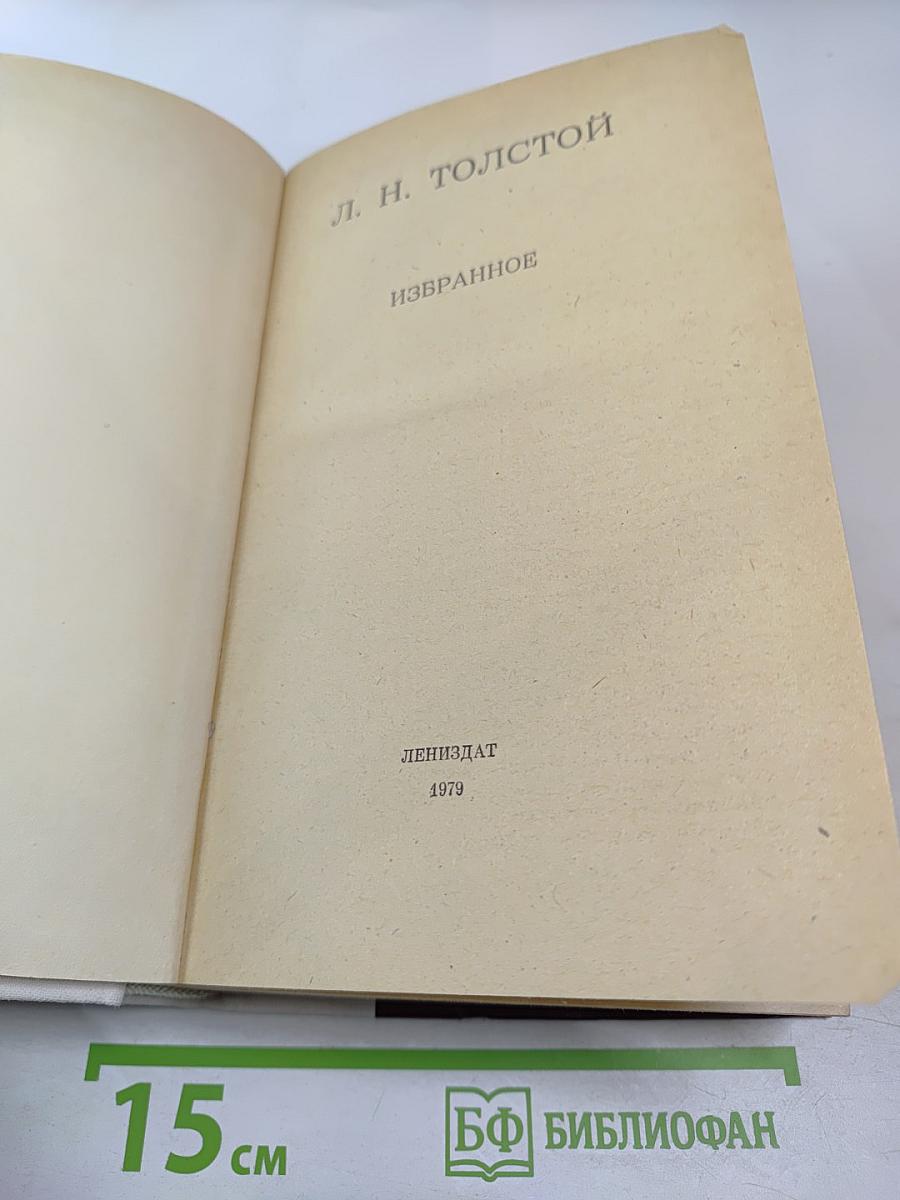 Л. Н. ТОЛСТОЙ
ИЗБРАННОЕ
ЛЕНИЗДАТ
1979
15 см
БФ БИБЛИОФАН